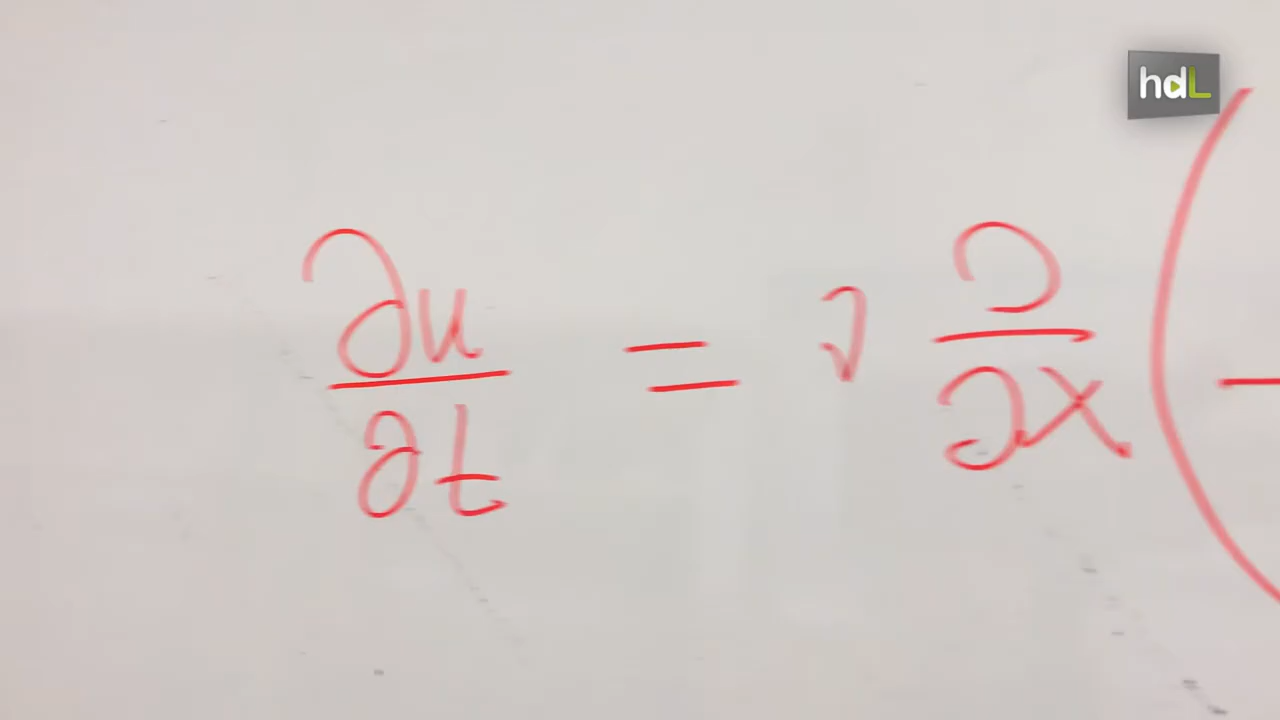 hdL
∂u/∂t = ν ∂/∂x (